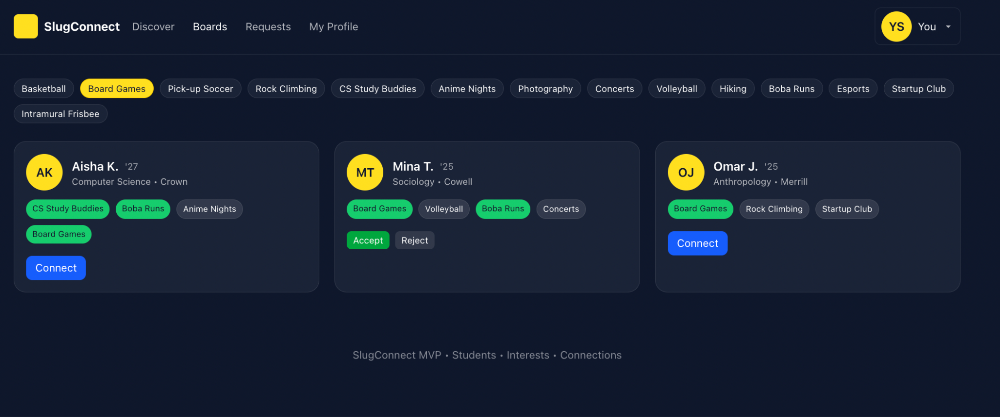 SlugConnect Discover Boards Requests My Profile YS You
Basketball Board Games Pick-up Soccer Rock Climbing CS Study Buddies Anime Nights Photography Concerts Volleyball Hiking Boba Runs Esports Startup Club
Intramural Frisbee
AK
Aisha K. '27
Computer Science • Crown
CS Study Buddies Boba Runs Anime Nights
Board Games
Connect
MT
Mina T. '25
Sociology • Cowell
Board Games Volleyball Boba Runs Concerts
Accept Reject
OJ
Omar J. '25
Anthropology • Merrill
Board Games Rock Climbing Startup Club
Connect
SlugConnect MVP • Students • Interests • Connections